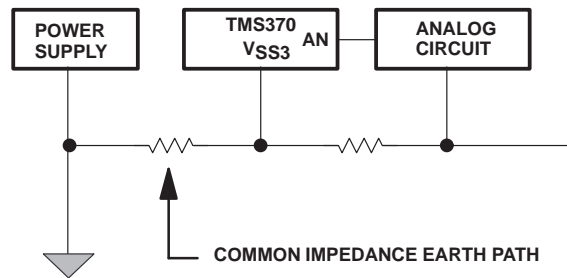 POWER
SUPPLY
TMS370
VSS3
AN
ANALOG
CIRCUIT
COMMON IMPEDANCE EARTH PATH